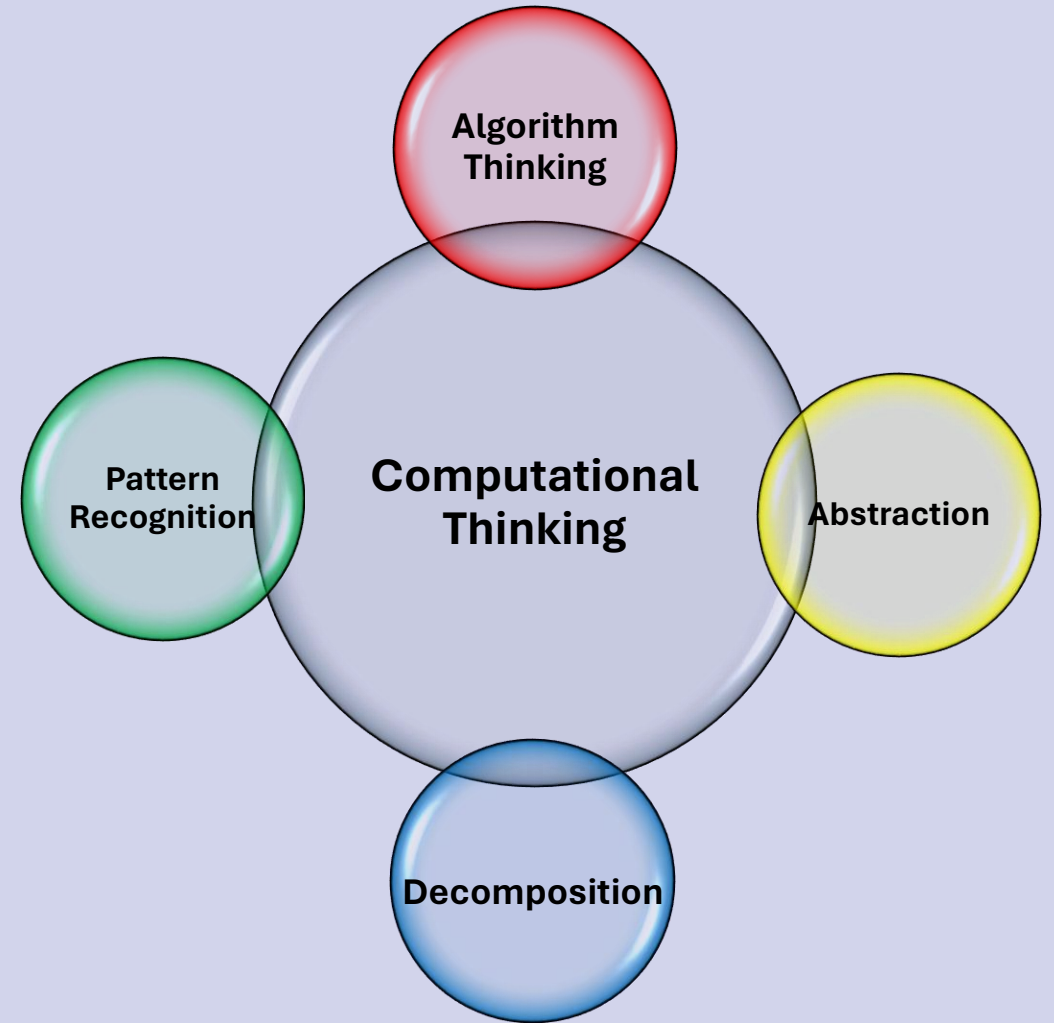 Algorithm
Thinking
Pattern
Recognition
Computational
Thinking
Abstraction
Decomposition